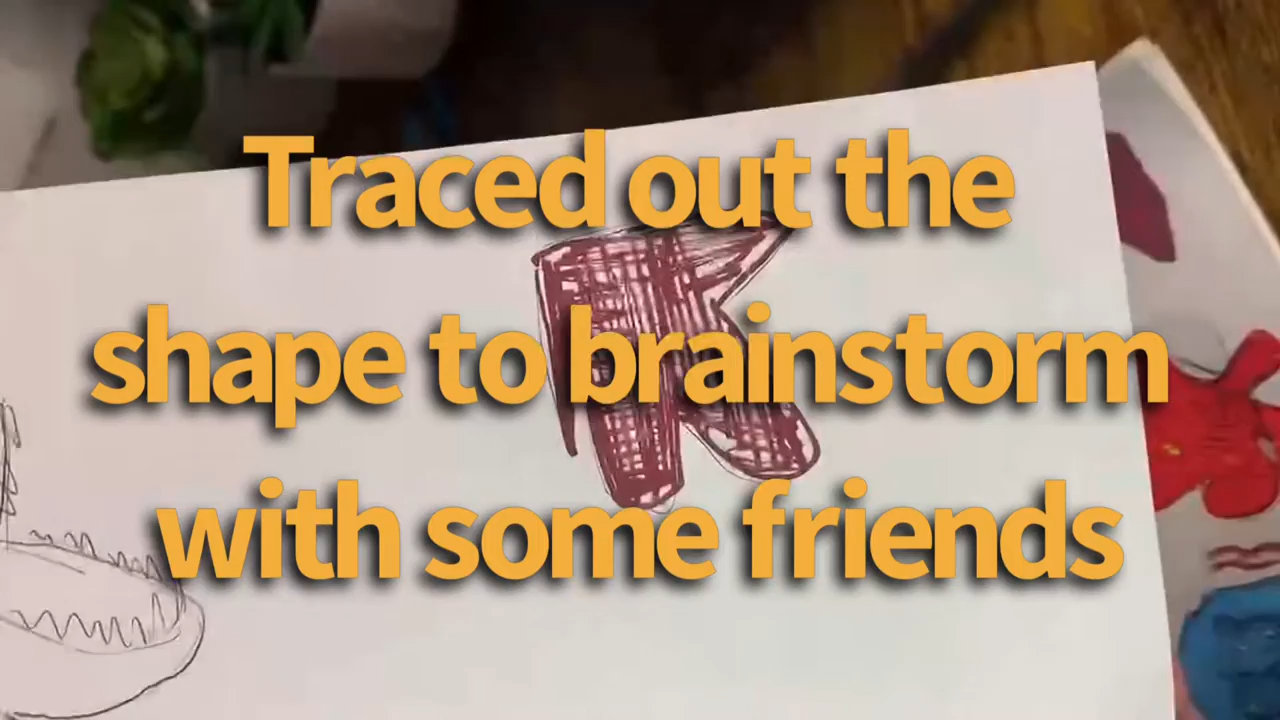 Traced out the
shape to brainstorm
with some friends